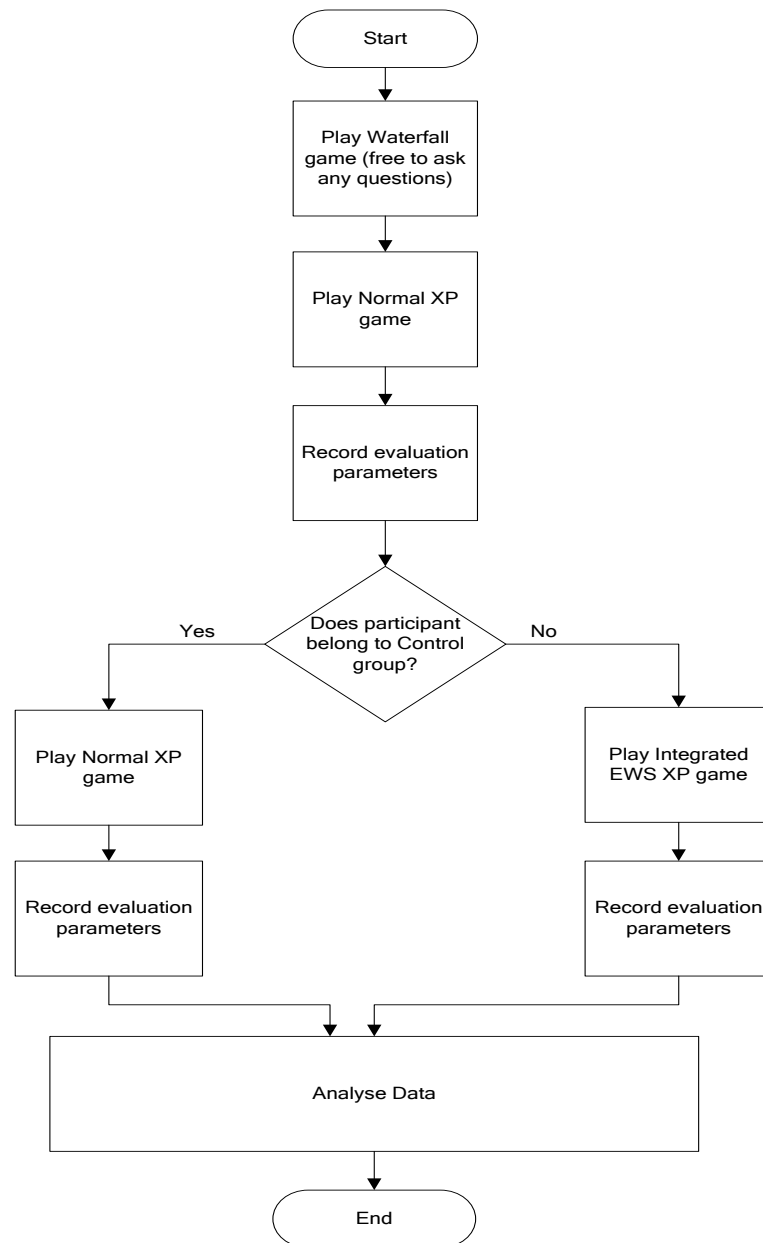 Start
Play Waterfall
game (free to ask
any questions)
Play Normal XP
game
Record evaluation
parameters
Does participant
belong to Control
group?
Yes
No
Play Normal XP
game
Play Integrated
EWS XP game
Record evaluation
parameters
Record evaluation
parameters
Analyse Data
End